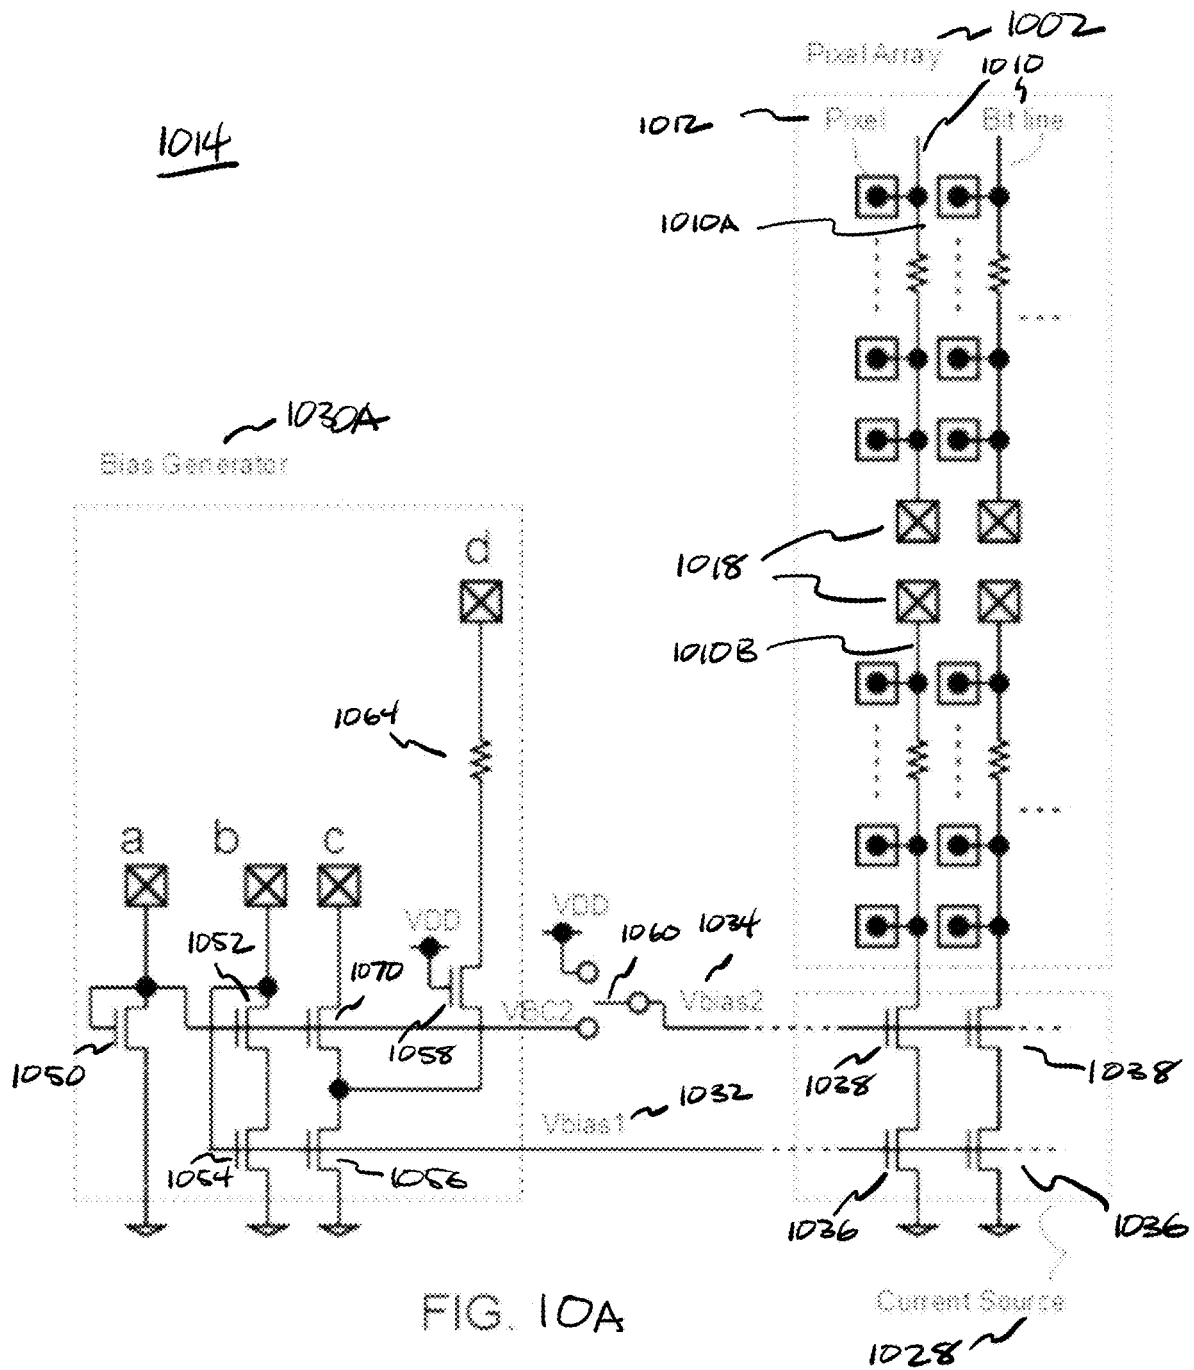 1002
Pixel Array
1010
1012
Pixel
Bit line
1014
1010A
1030A
Bias Generator
d
1018
1010B
1064
a
b
c
VDD
VDD
1052
1070
1060
1034
VBC2
Vbias2
1050
1058
1038
1038
1032
Vbias1
1054
1056
1036
1036
Current Source
1028
FIG. 10A